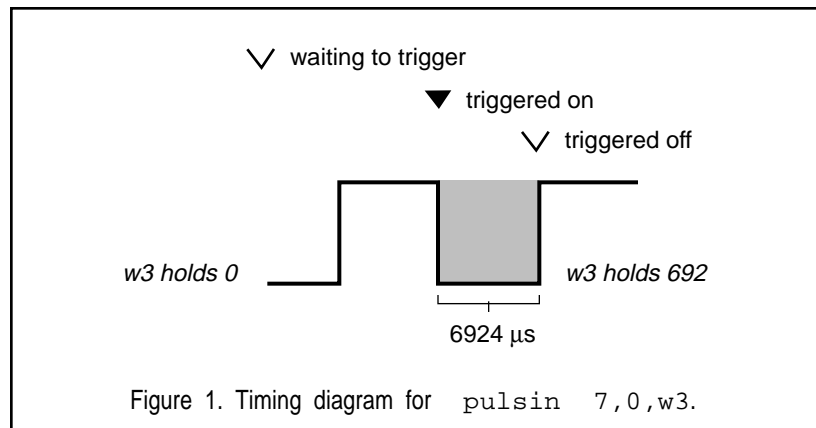 waiting to trigger
triggered on
triggered off
w3 holds 0
w3 holds 692
6924 µs
Figure 1. Timing diagram for pulsin 7,0,w3.